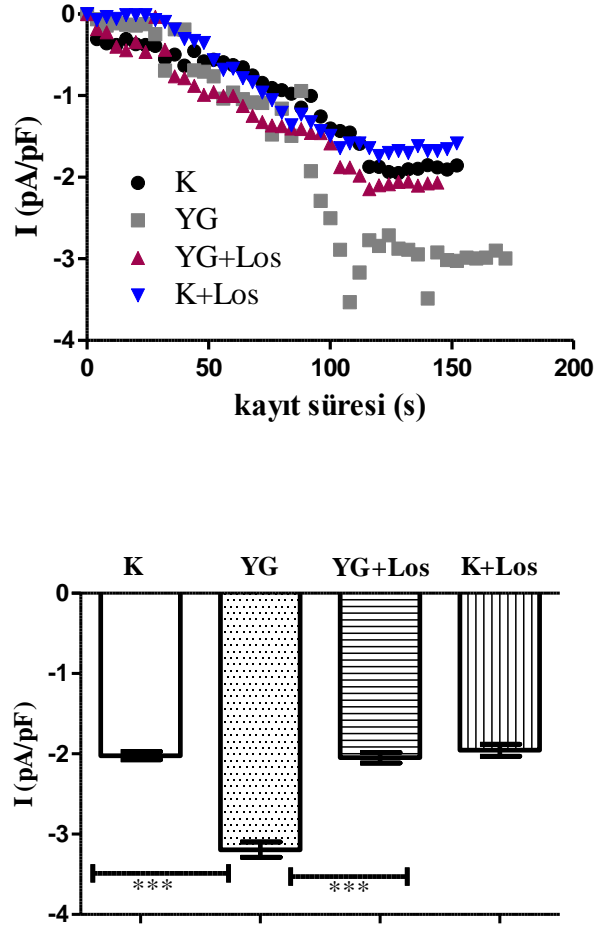 0
-1
-2
-3
-4
I (pA/pF)
K
YG
YG+Los
K+Los
0 50 100 150 200
kayıt süresi (s)
K YG YG+Los K+Los
0
-1
-2
-3
-4
I (pA/pF)
*** ***